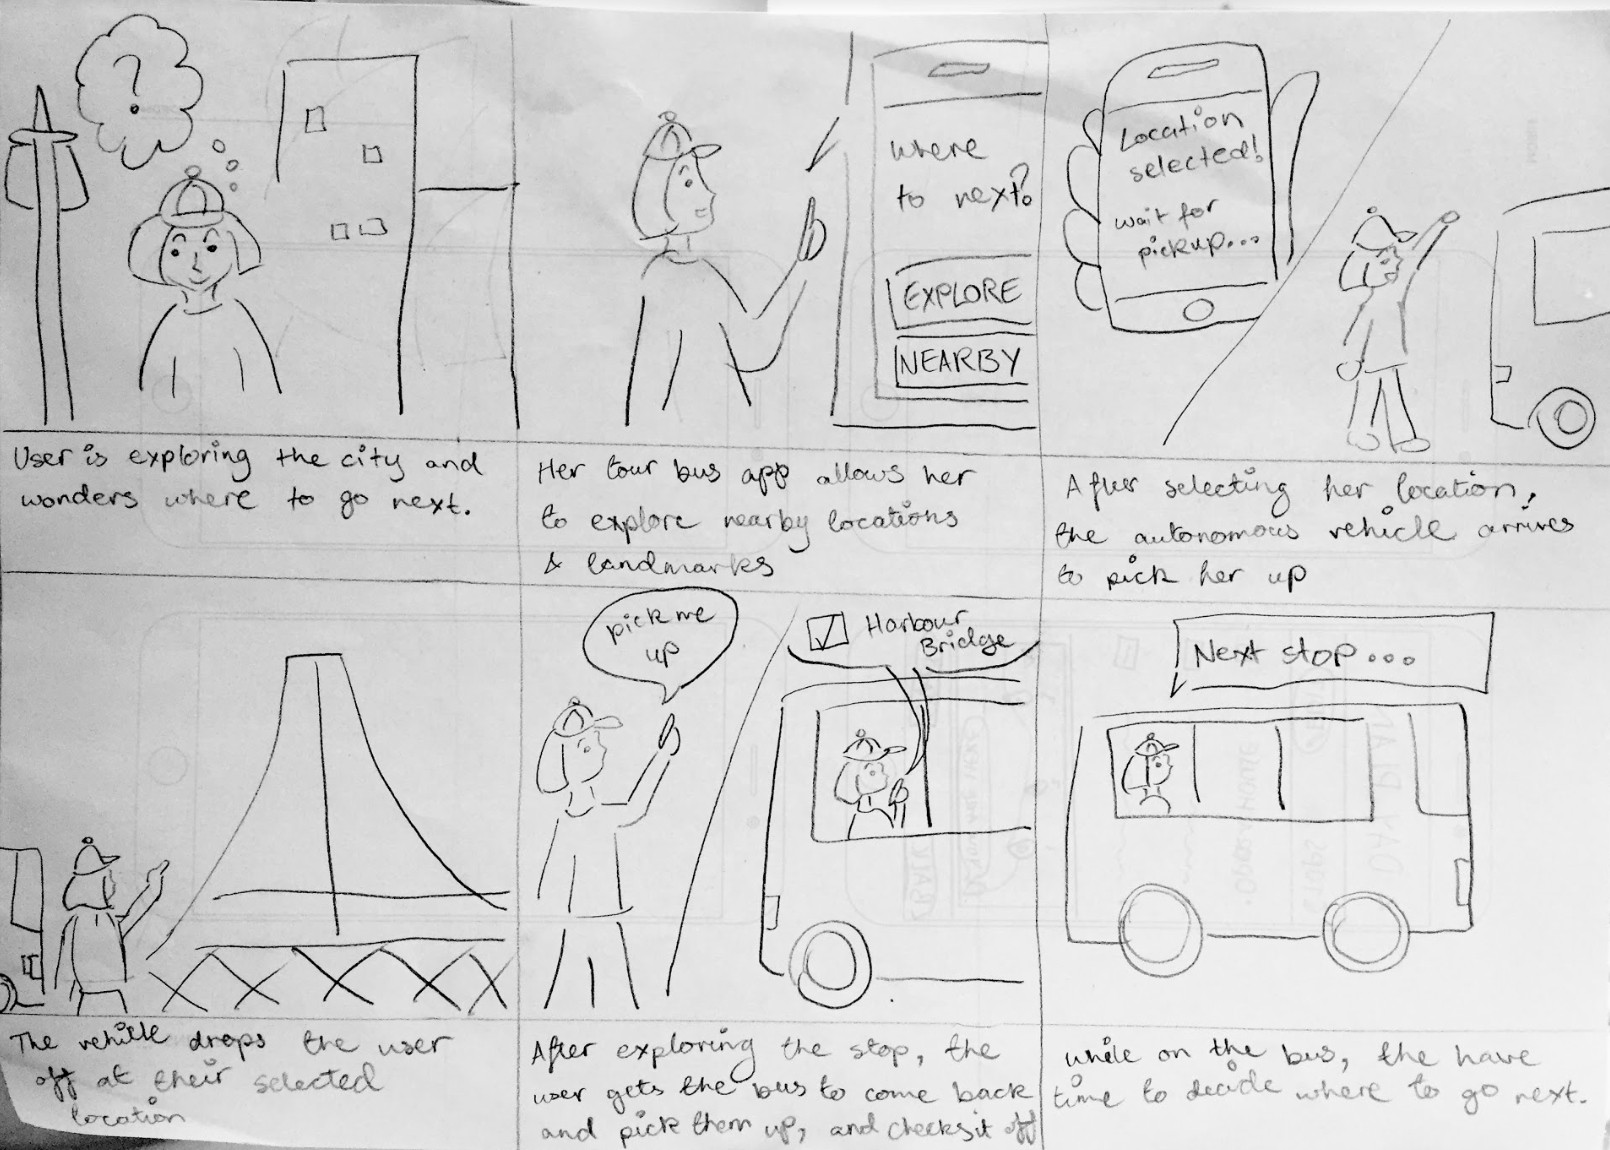 ?
User is exploring the city and
wonders where to go next.
where
to next?
EXPLORE
NEARBY
Her tour bus app allows her
to explore nearby locations
& landmarks
Location
selected!
wait for
pickup...
After selecting her location,
the autonomous vehicle arrives
to pick her up
The vehicle drops the user
off at their selected
location
pick me
up
Harbour
Bridge
After exploring the stop, the
user gets the bus to come back
and pick them up, and checks it off
Next stop...
while on the bus, the have
time to decide where to go next.